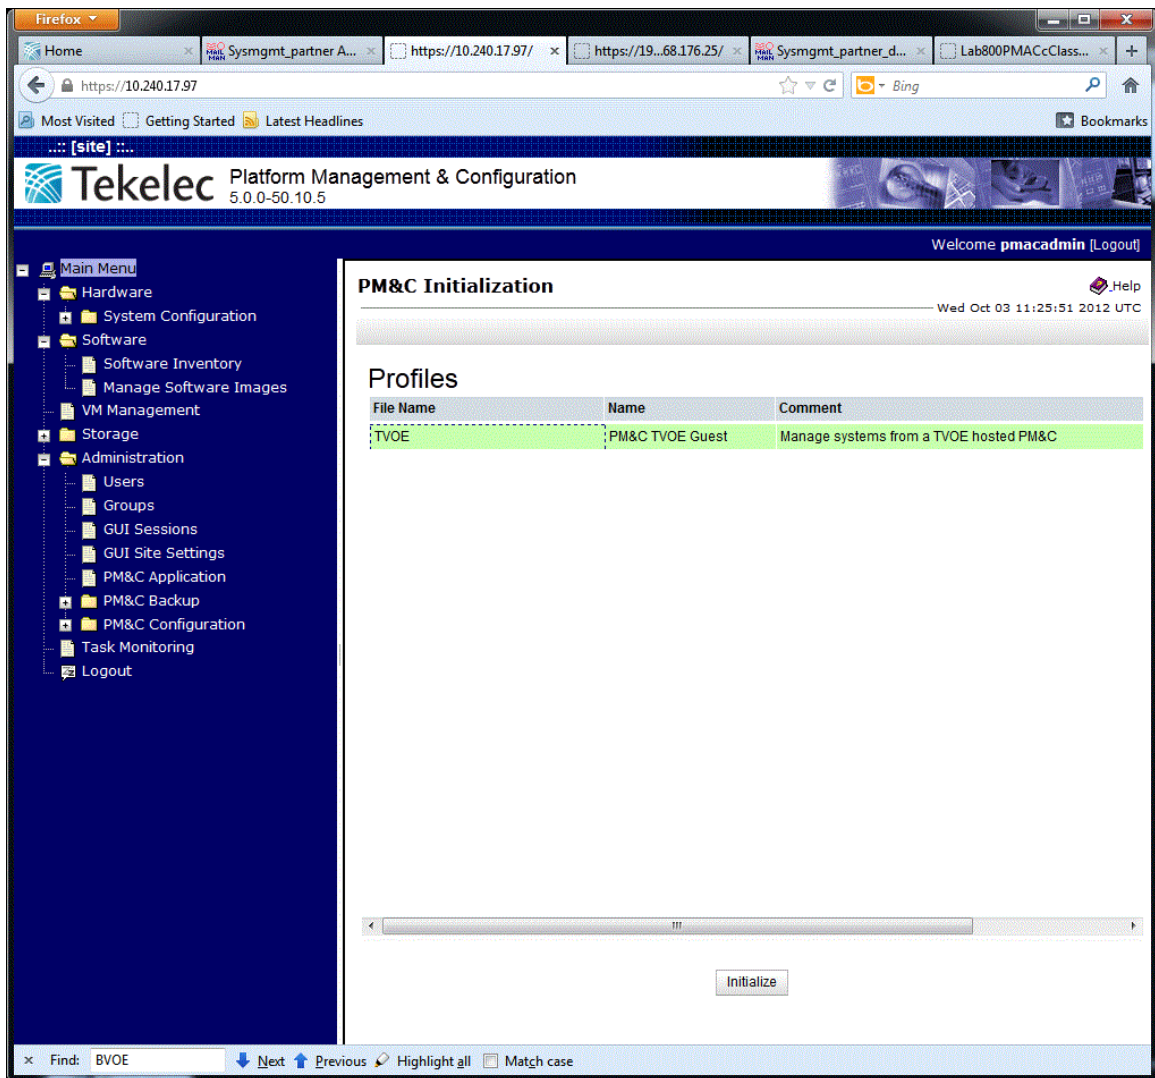 Firefox
Home
Sysmgmt_partner A...
https://10.240.17.97/
https://19...68.176.25/
Sysmgmt_partner_d...
Lab800PMACcClass...
https://10.240.17.97
Bing
Most Visited
Getting Started
Latest Headlines
Bookmarks
..:: [site] ::..
Tekelec
Platform Management & Configuration
5.0.0-50.10.5
Welcome pmacadmin [Logout]
Main Menu
Hardware
System Configuration
Software
Software Inventory
Manage Software Images
VM Management
Storage
Administration
Users
Groups
GUI Sessions
GUI Site Settings
PM&C Application
PM&C Backup
PM&C Configuration
Task Monitoring
Logout
PM&C Initialization
Help
Wed Oct 03 11:25:51 2012 UTC
Profiles
File Name Name Comment
TVOE PM&C TVOE Guest Manage systems from a TVOE hosted PM&C
Initialize
Find: BVOE Next Previous Highlight all Match case